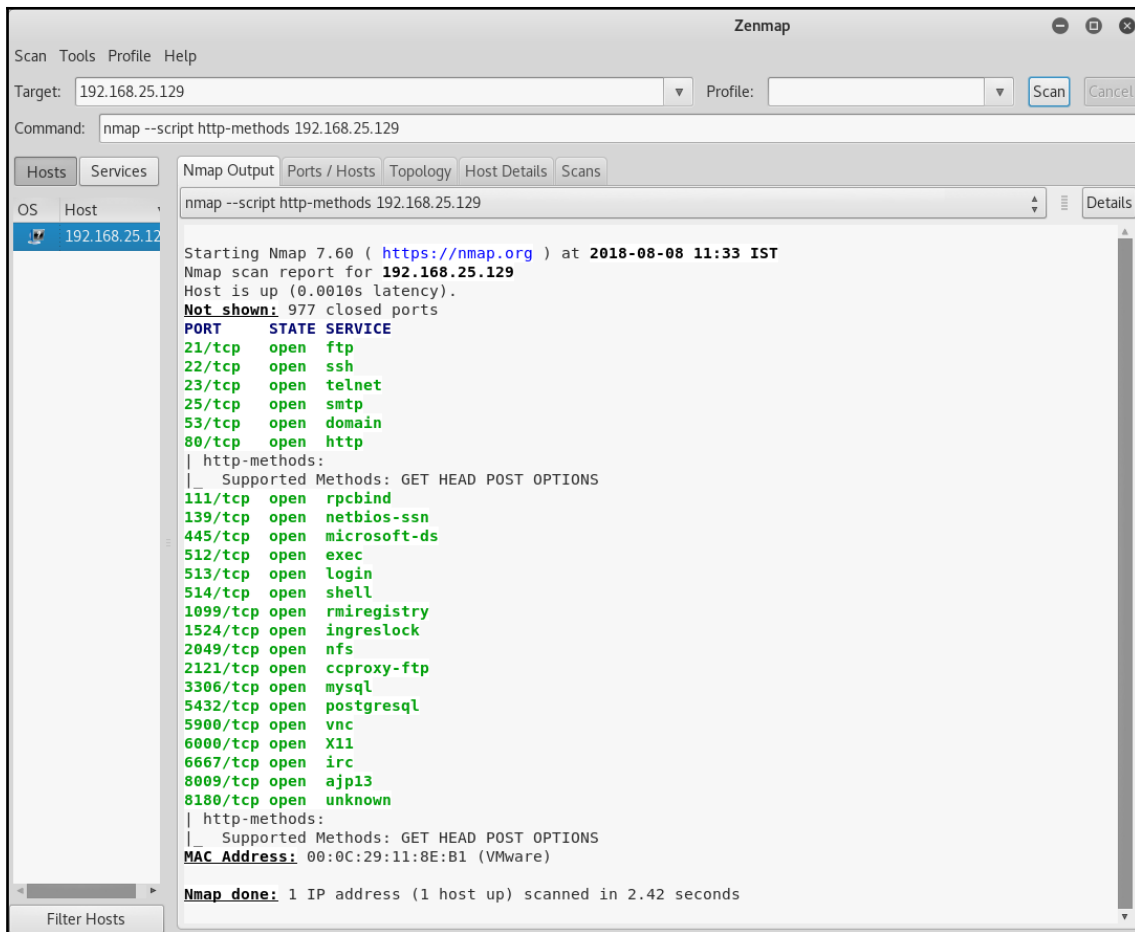 Zenmap
Scan Tools Profile Help
Target: 192.168.25.129 Profile: Scan Cancel
Command: nmap --script http-methods 192.168.25.129
Hosts Services Nmap Output Ports / Hosts Topology Host Details Scans
OS Host nmap --script http-methods 192.168.25.129 Details
192.168.25.12
Starting Nmap 7.60 ( https://nmap.org ) at 2018-08-08 11:33 IST
Nmap scan report for 192.168.25.129
Host is up (0.0010s latency).
Not shown: 977 closed ports
PORT STATE SERVICE
21/tcp open ftp
22/tcp open ssh
23/tcp open telnet
25/tcp open smtp
53/tcp open domain
80/tcp open http
| http-methods:
|_ Supported Methods: GET HEAD POST OPTIONS
111/tcp open rpcbind
139/tcp open netbios-ssn
445/tcp open microsoft-ds
512/tcp open exec
513/tcp open login
514/tcp open shell
1099/tcp open rmiregistry
1524/tcp open ingreslock
2049/tcp open nfs
2121/tcp open ccproxy-ftp
3306/tcp open mysql
5432/tcp open postgresql
5900/tcp open vnc
6000/tcp open X11
6667/tcp open irc
8009/tcp open ajp13
8180/tcp open unknown
| http-methods:
|_ Supported Methods: GET HEAD POST OPTIONS
MAC Address: 00:0C:29:11:8E:B1 (VMware)
Nmap done: 1 IP address (1 host up) scanned in 2.42 seconds
Filter Hosts